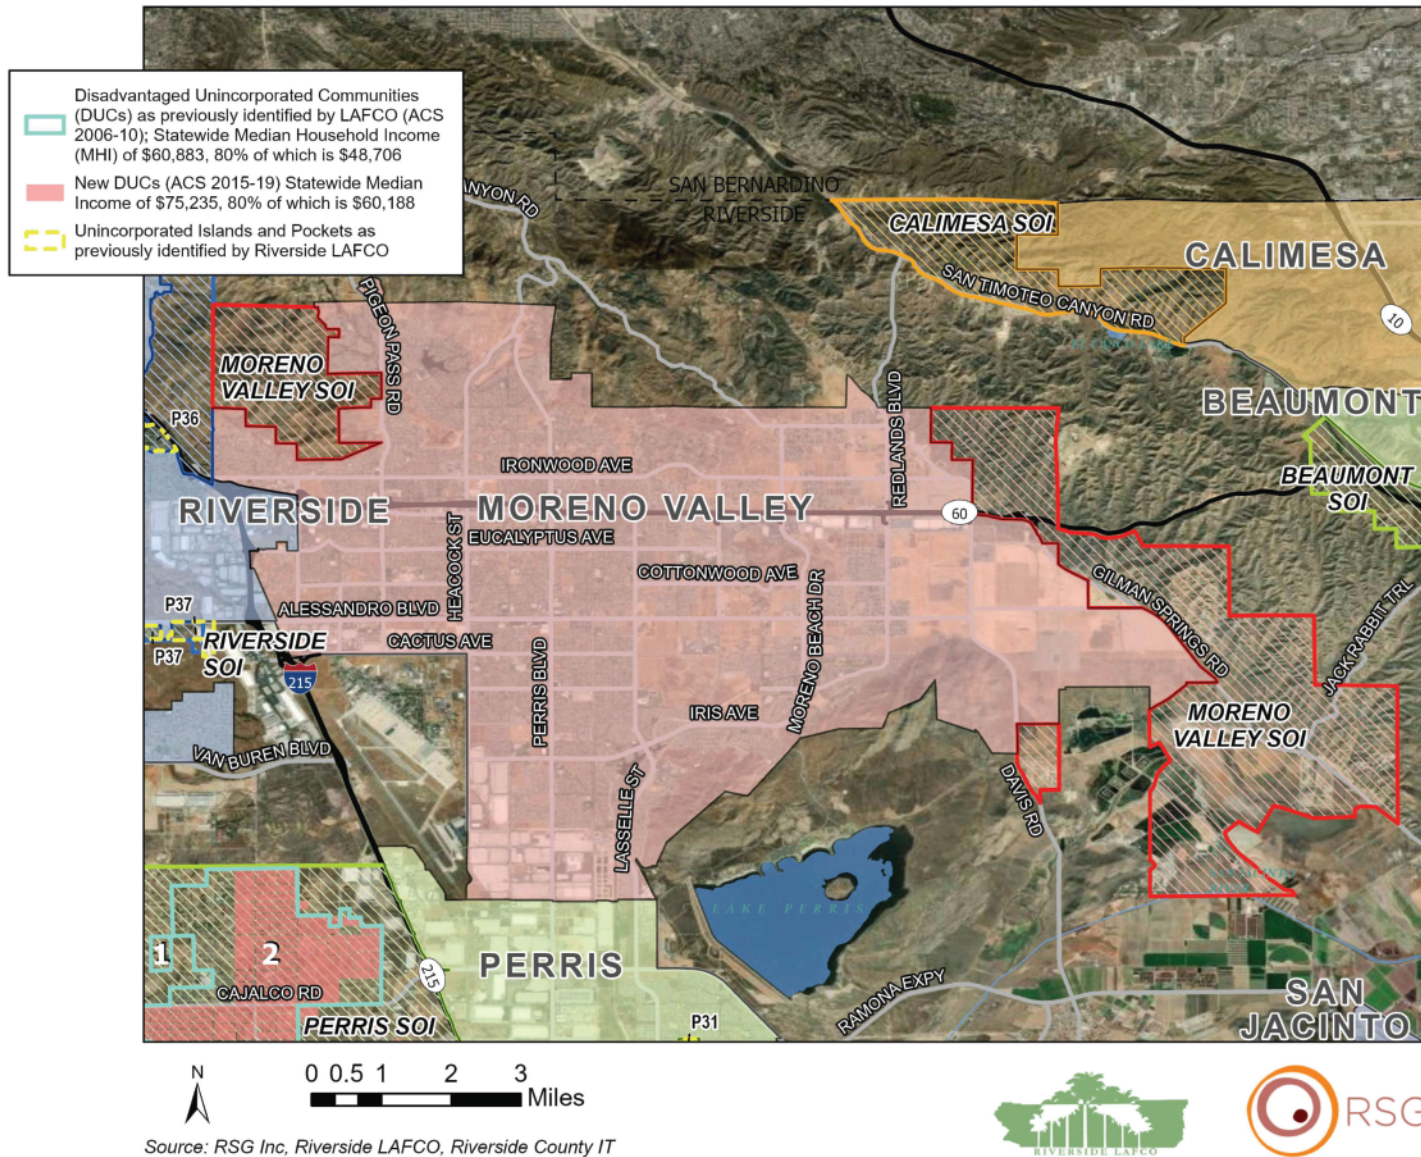 Disadvantaged Unincorporated Communities
(DUCs) as previously identified by LAFCO (ACS
2006-10); Statewide Median Household Income
(MHI) of $60,883, 80% of which is $48,706
New DUCs (ACS 2015-19) Statewide Median
Income of $75,235, 80% of which is $60,188
Unincorporated Islands and Pockets as
previously identified by Riverside LAFCO
ANYON RD
SAN BERNARDINO
RIVERSIDE
CALIMESA SOI
CALIMESA
SAN TIMOTEO CANYON RD
10
PIGEON PASS RD
MORENO
VALLEY SOI
REDLANDS BLVD
BEAUMONT
P36
IRONWOOD AVE
BEAUMONT
SOI
RIVERSIDE
MORENO VALLEY
60
HEACOCK ST
EUCALYPTUS AVE
COTTONWOOD AVE
GILMAN SPRINGS RD
JACK RABBIT TRL
P37
ALESSANDRO BLVD
MORENO BEACH DR
CACTUS AVE
RIVERSIDE
SOI
P37
215
PERRIS BLVD
IRIS AVE
MORENO
VALLEY SOI
VAN BUREN BLVD
LASSELLE ST
DAVIS RD
LAKE PERRIS
1
2
PERRIS
215
CAJALCO RD
PERRIS SOI
RAMONA EXPY
P31
SAN
JACINTO
N
0 0.5 1 2 3
Miles
Source: RSG Inc, Riverside LAFCO, Riverside County IT
RIVERSIDE LAFCO
RSG